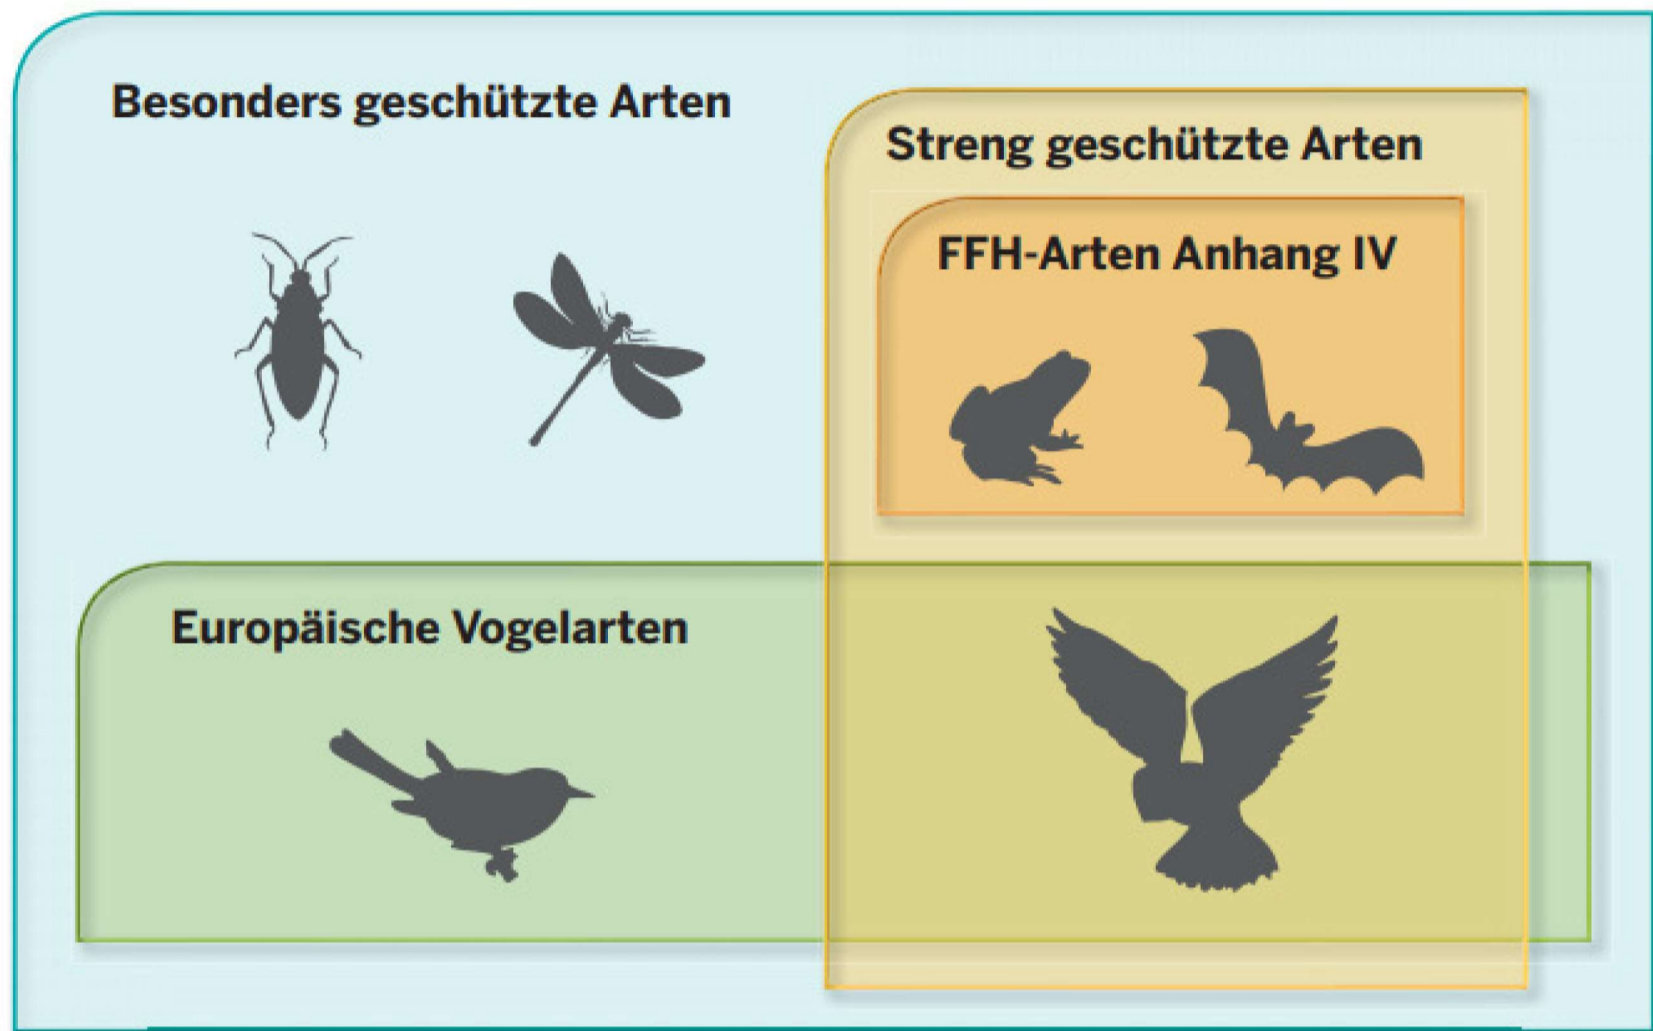 Besonders geschützte Arten
Streng geschützte Arten
FFH-Arten Anhang IV
Europäische Vogelarten